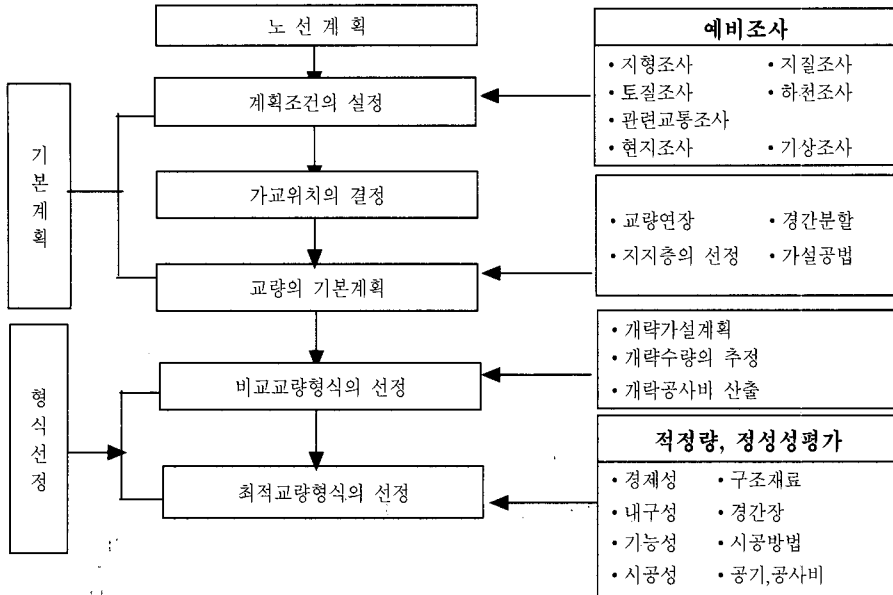 노 선 계 획
계획조건의 설정
가교위치의 결정
교량의 기본계획
비교교량형식의 선정
최적교량형식의 선정
기본계획
형식선정
예비조사
• 지형조사 • 지질조사
• 토질조사 • 하천조사
• 관련교통조사
• 현지조사 • 기상조사
• 교량연장 • 경간분할
• 지지층의 선정 • 가설공법
• 개략가설계획
• 개략수량의 추정
• 개락공사비 산출
적정량, 정성성평가
• 경제성 • 구조재료
• 내구성 • 경간장
• 기능성 • 시공방법
• 시공성 • 공기,공사비